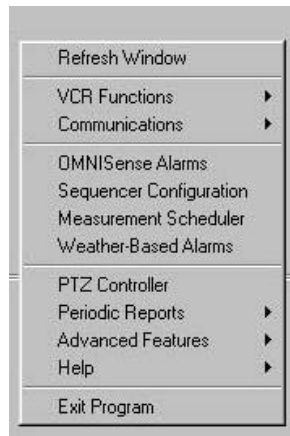 Refresh Window
VCR Functions
Communications
OMNISense Alarms
Sequencer Configuration
Measurement Scheduler
Weather-Based Alarms
PTZ Controller
Periodic Reports
Advanced Features
Help
Exit Program